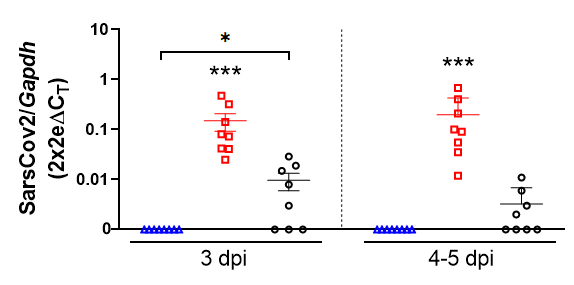 SarsCov2/Gapdh
(2x2eΔCT)
10
1
0.1
0.01
0
*
***
***
3 dpi
4-5 dpi